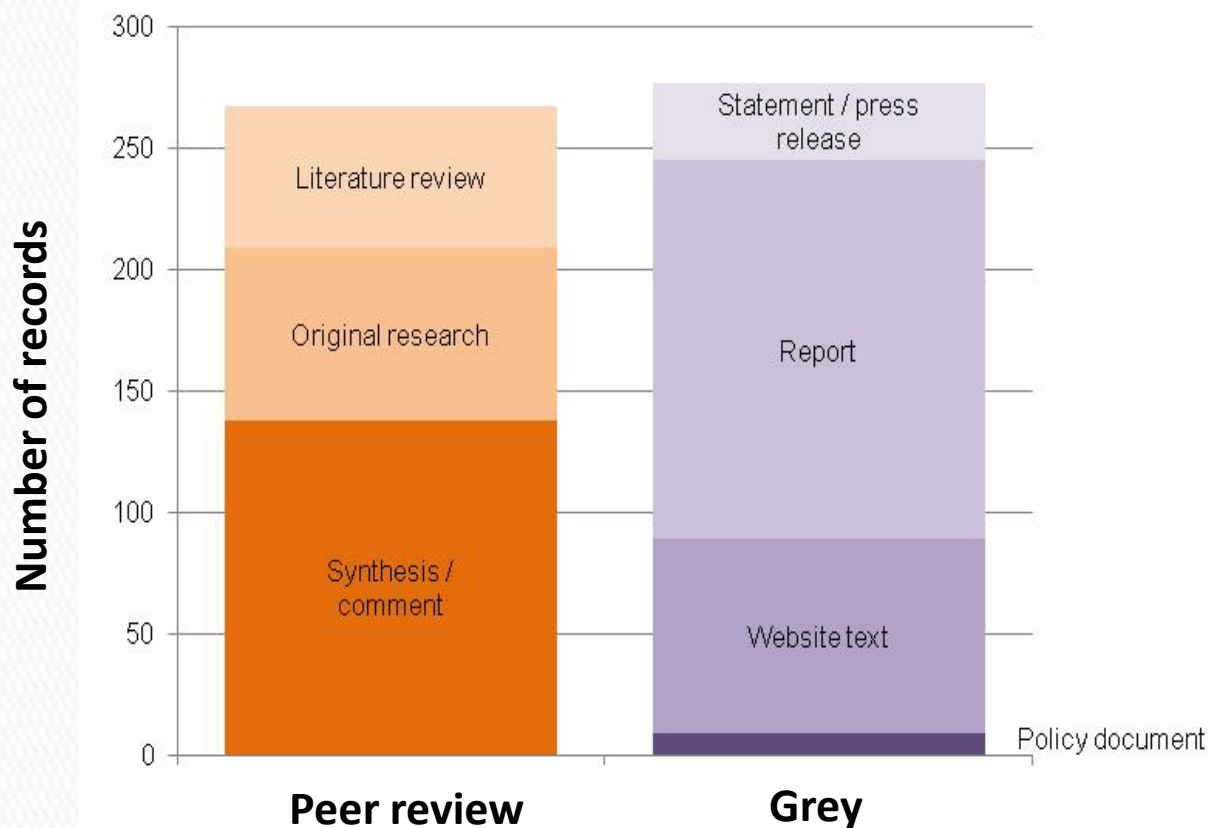 Number of records
300
250
200
150
100
50
0
Literature review
Original research
Synthesis /
comment
Statement / press
release
Report
Website text
Policy document
Peer review
Grey